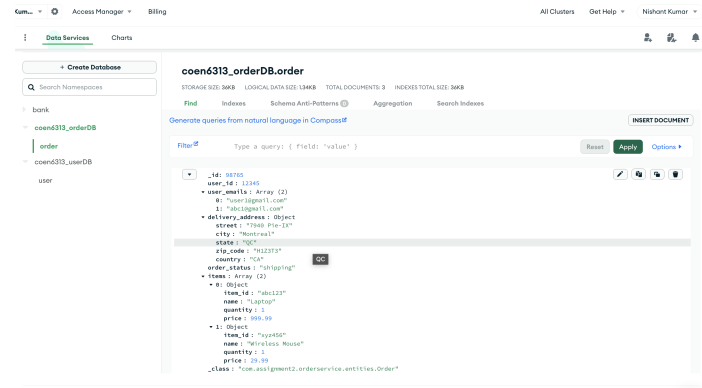 Kum...
Access Manager
Billing
All Clusters
Get Help
Nishant Kumar
Data Services
Charts
+ Create Database
Search Namespaces
bank
coen6313_orderDB
order
coen6313_userDB
user
coen6313_orderDB.order
STORAGE SIZE: 36KB LOGICAL DATA SIZE: 1.34KB TOTAL DOCUMENTS: 3 INDEXES TOTAL SIZE: 36KB
Find Indexes Schema Anti-Patterns 0 Aggregation Search Indexes
Generate queries from natural language in Compass
INSERT DOCUMENT
Filter
Type a query: { field: 'value' }
Reset
Apply
Options
_id: 98765
user_id : 12345
user_emails : Array (2)
0: "user1@gmail.com"
1: "abc1@gmail.com"
delivery_address : Object
street : "7940 Pie-IX"
city : "Montreal"
state : "QC"
zip_code : "H1Z3T3"
country : "CA"
QC
order_status : "shipping"
items : Array (2)
0: Object
item_id : "abc123"
name : "Laptop"
quantity : 1
price : 999.99
1: Object
item_id : "xyz456"
name : "Wireless Mouse"
quantity : 1
price : 29.99
_class : "com.assignment2.orderservice.entities.Order"